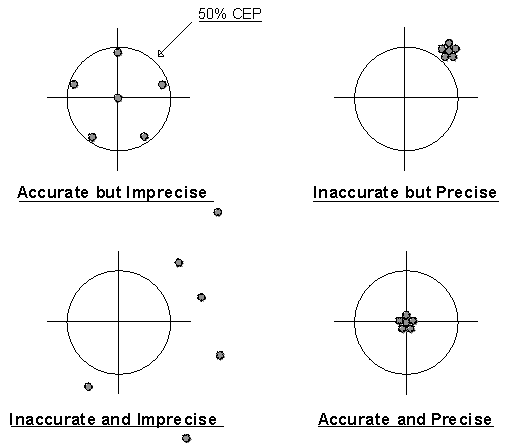 50% CEP
Accurate but Imprecise
Inaccurate but Precise
Inaccurate and Imprecise
Accurate and Precise